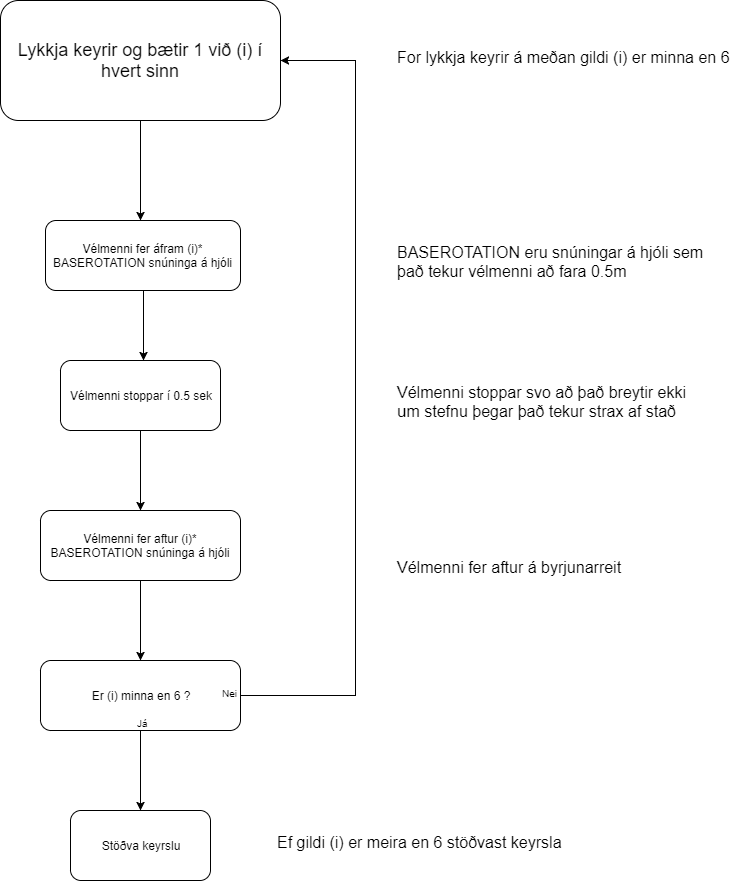 Lykkja keyrir og bætir 1 við (i) í
hvert sinn
For lykkja keyrir á meðan gildi (i) er minna en 6
Vélmenni fer áfram (i)*
BASEROTATION snúninga á hjóli
BASEROTATION eru snúningar á hjóli sem
það tekur vélmenni að fara 0.5m
Vélmenni stoppar í 0.5 sek
Vélmenni stoppar svo að það breytir ekki
um stefnu þegar það tekur strax af stað
Vélmenni fer aftur (i)*
BASEROTATION snúninga á hjóli
Vélmenni fer aftur á byrjunarreit
Er (i) minna en 6 ?
Nei
Já
Stöðva keyrslu
Ef gildi (i) er meira en 6 stöðvast keyrsla